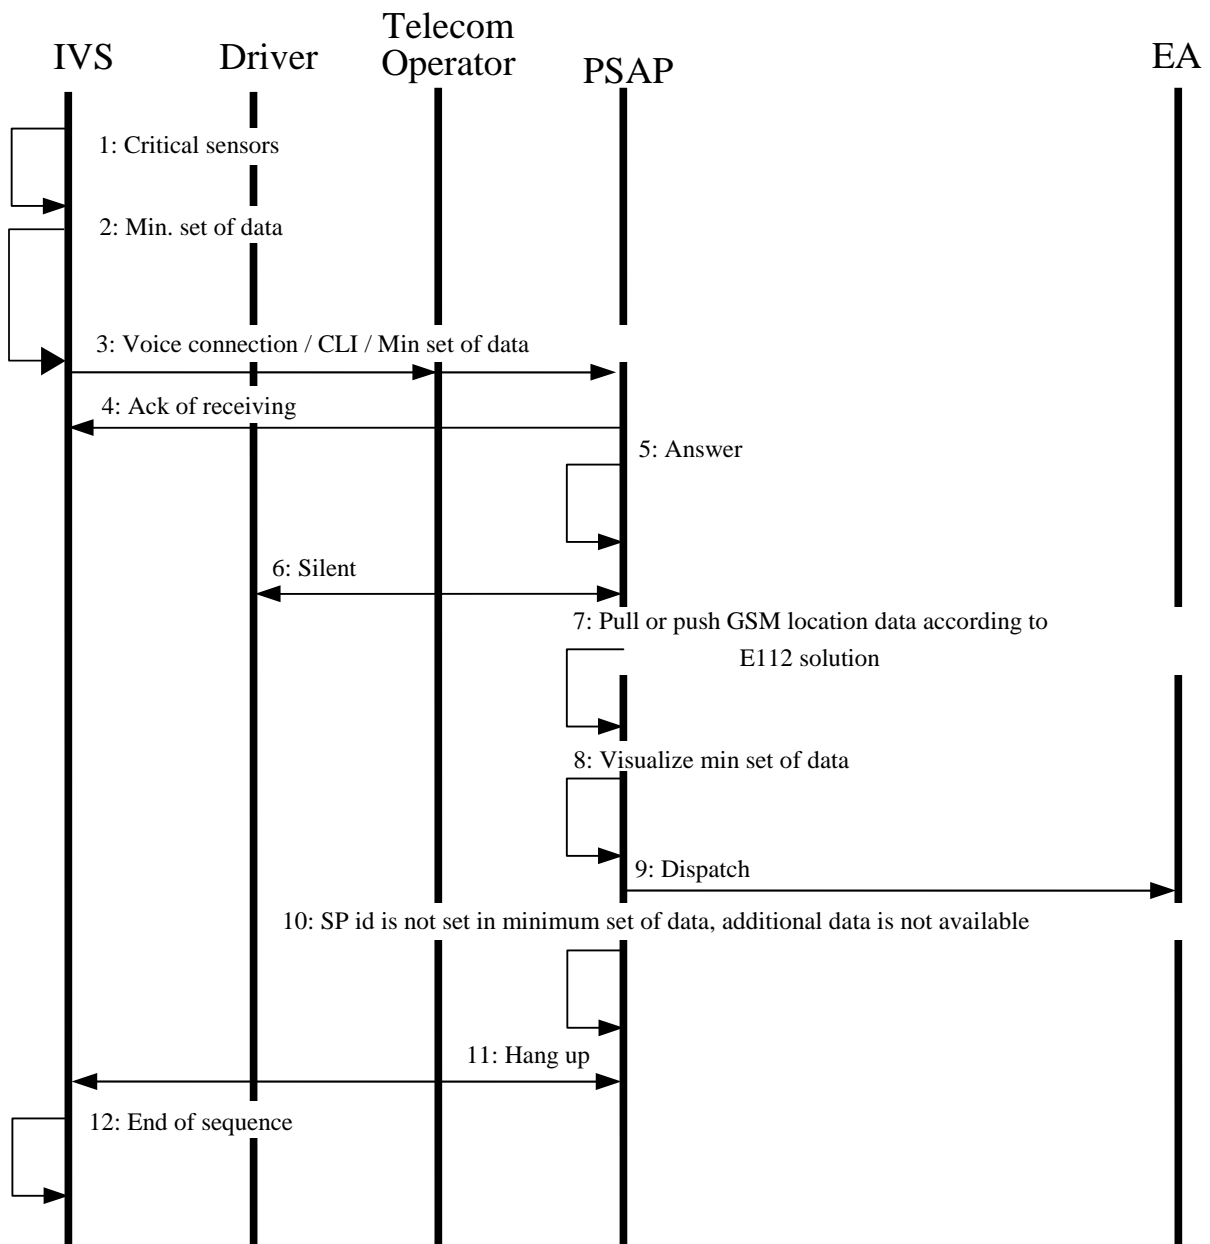 IVS
Driver
Telecom
Operator
PSAP
EA
1: Critical sensors
2: Min. set of data
3: Voice connection / CLI / Min set of data
4: Ack of receiving
5: Answer
6: Silent
7: Pull or push GSM location data according to
E112 solution
8: Visualize min set of data
9: Dispatch
10: SP id is not set in minimum set of data, additional data is not available
11: Hang up
12: End of sequence